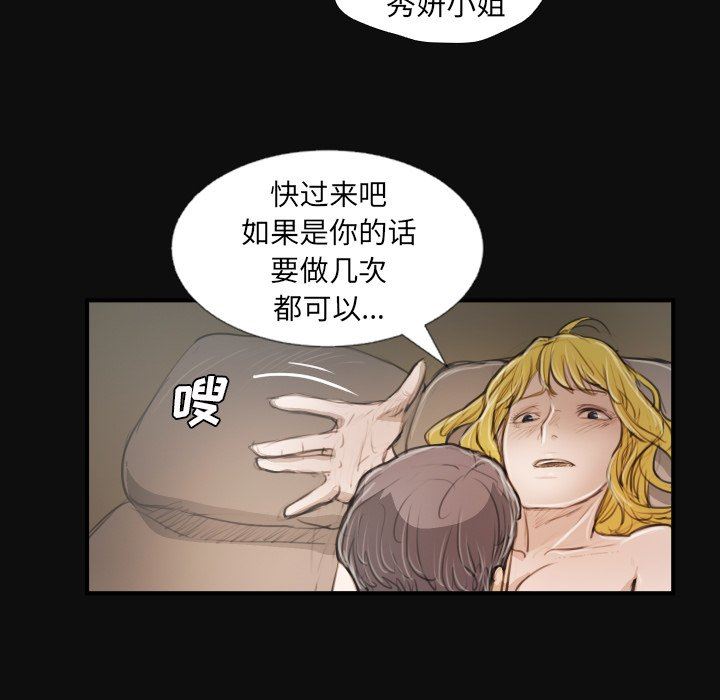 秀妍小姐
快过来吧
如果是你的话
要做几次
都可以...
嗖